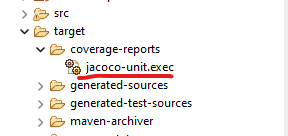 src
target
coverage-reports
jacoco-unit.exec
generated-sources
generated-test-sources
maven-archiver